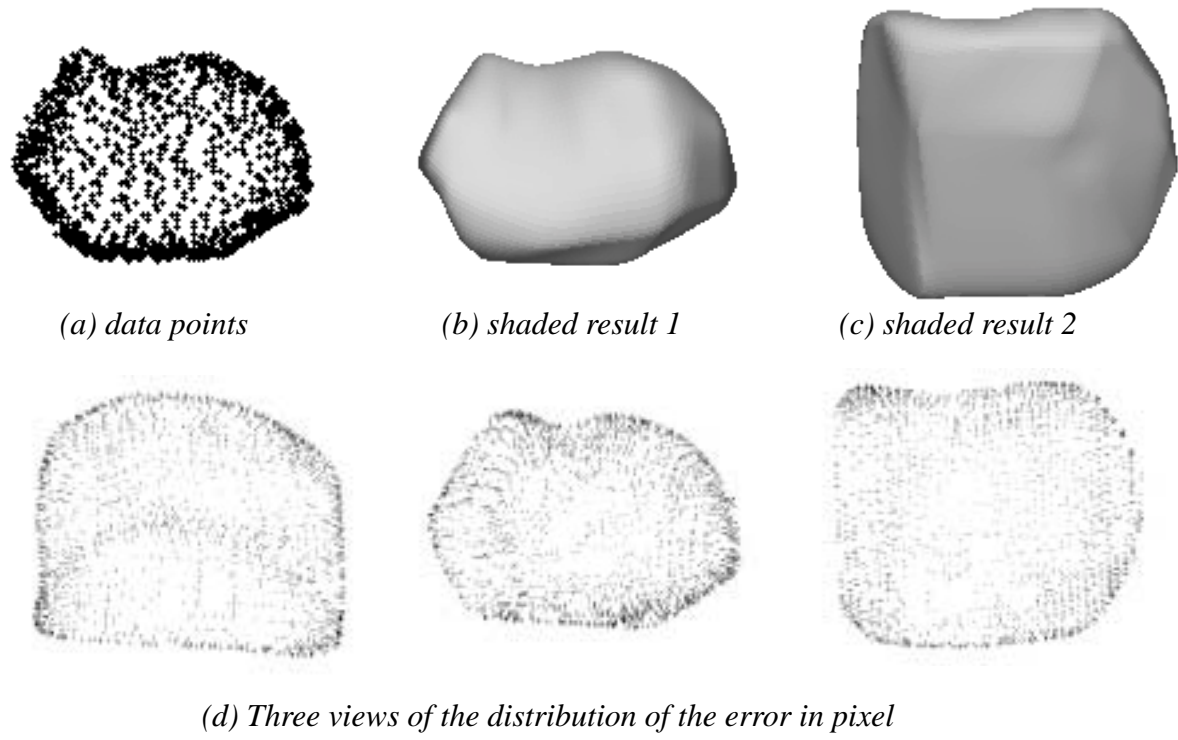 (a) data points
(b) shaded result 1
(c) shaded result 2
(d) Three views of the distribution of the error in pixel